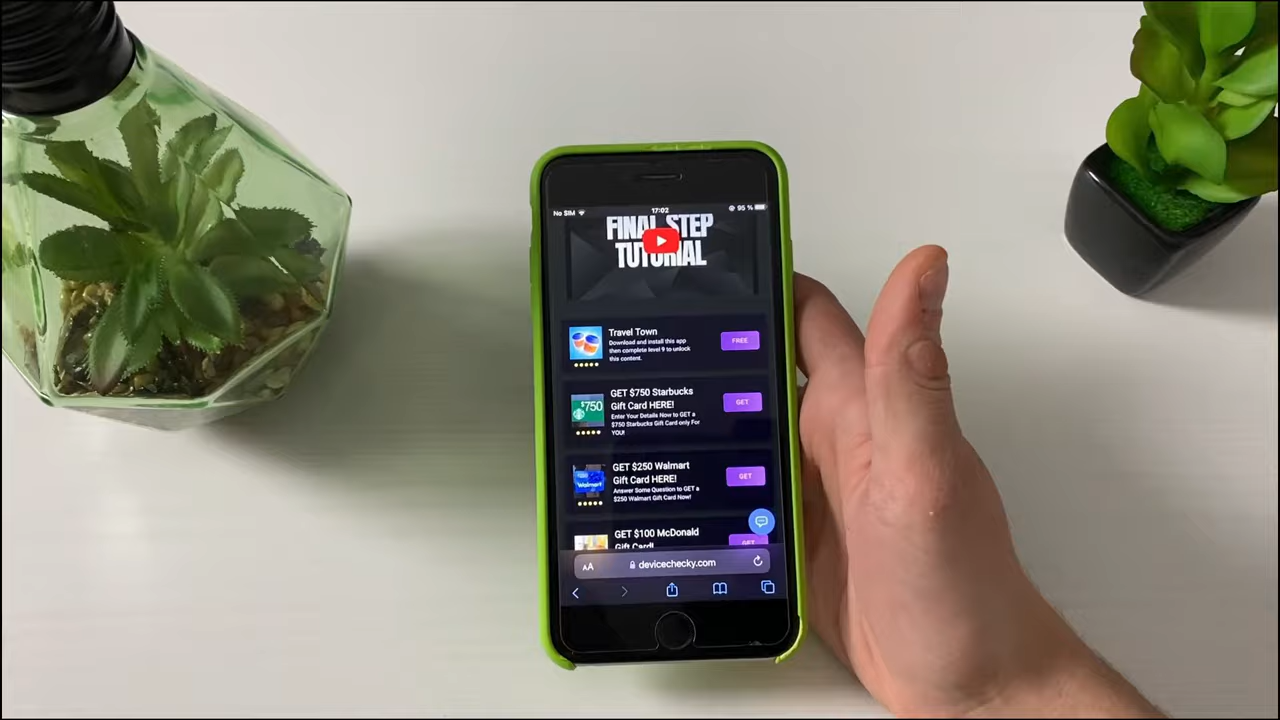 No SIM 17:02 95 %
FINAL STEP
TUTORIAL
Travel Town
Download and install this app
then complete level 9 to unlock
this content.
FREE
GET $750 Starbucks
Gift Card HERE!
Enter Your Details Now to GET a
$750 Starbucks Gift Card only For
YOU!
$750
GET
GET $250 Walmart
Gift Card HERE!
Answer Some Question to GET a
$250 Walmart Gift Card Now!
Walmart
GET
GET $100 McDonald
Gift Card!
GET
AA devicechecky.com